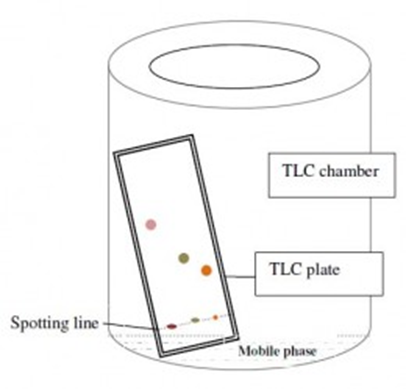 TLC chamber
TLC plate
Spotting line
Mobile phase